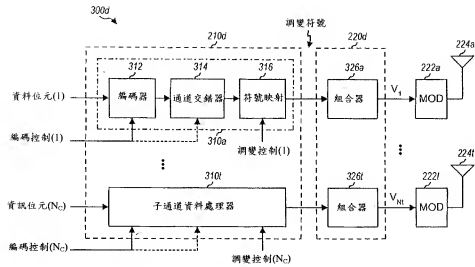 300d
210d
調變符號
220d
224a
312
314
316
326a
222a
資料位元(1)
編碼器
通道交錯器
符號映射
組合器
V1
MOD
編碼控制(1)
310a
調變控制(1)
224t
310t
326t
222t
資訊位元(NC)
子通道資料處理器
組合器
VNt
MOD
編碼控制(NC)
調變控制(NC)